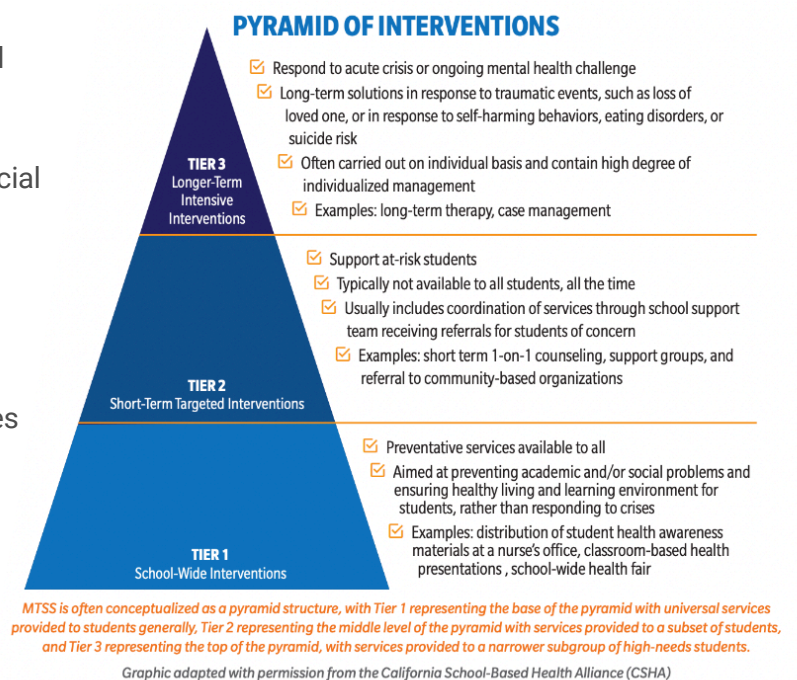 PYRAMID OF INTERVENTIONS
Respond to acute crisis or ongoing mental health challenge
Long-term solutions in response to traumatic events, such as loss of
loved one, or in response to self-harming behaviors, eating disorders, or
suicide risk
Often carried out on individual basis and contain high degree of
individualized management
Examples: long-term therapy, case management
TIER 3
Longer-Term
Intensive
Interventions
Support at-risk students
Typically not available to all students, all the time
Usually includes coordination of services through school support
team receiving referrals for students of concern
Examples: short term 1-on-1 counseling, support groups, and
referral to community-based organizations
TIER 2
Short-Term Targeted Interventions
Preventative services available to all
Aimed at preventing academic and/or social problems and
ensuring healthy living and learning environment for
students, rather than responding to crises
Examples: distribution of student health awareness
materials at a nurse's office, classroom-based health
presentations , school-wide health fair
TIER 1
School-Wide Interventions
MTSS is often conceptualized as a pyramid structure, with Tier 1 representing the base of the pyramid with universal services
provided to students generally, Tier 2 representing the middle level of the pyramid with services provided to a subset of students,
and Tier 3 representing the top of the pyramid, with services provided to a narrower subgroup of high-needs students.
Graphic adapted with permission from the California School-Based Health Alliance (CSHA)
cial
es